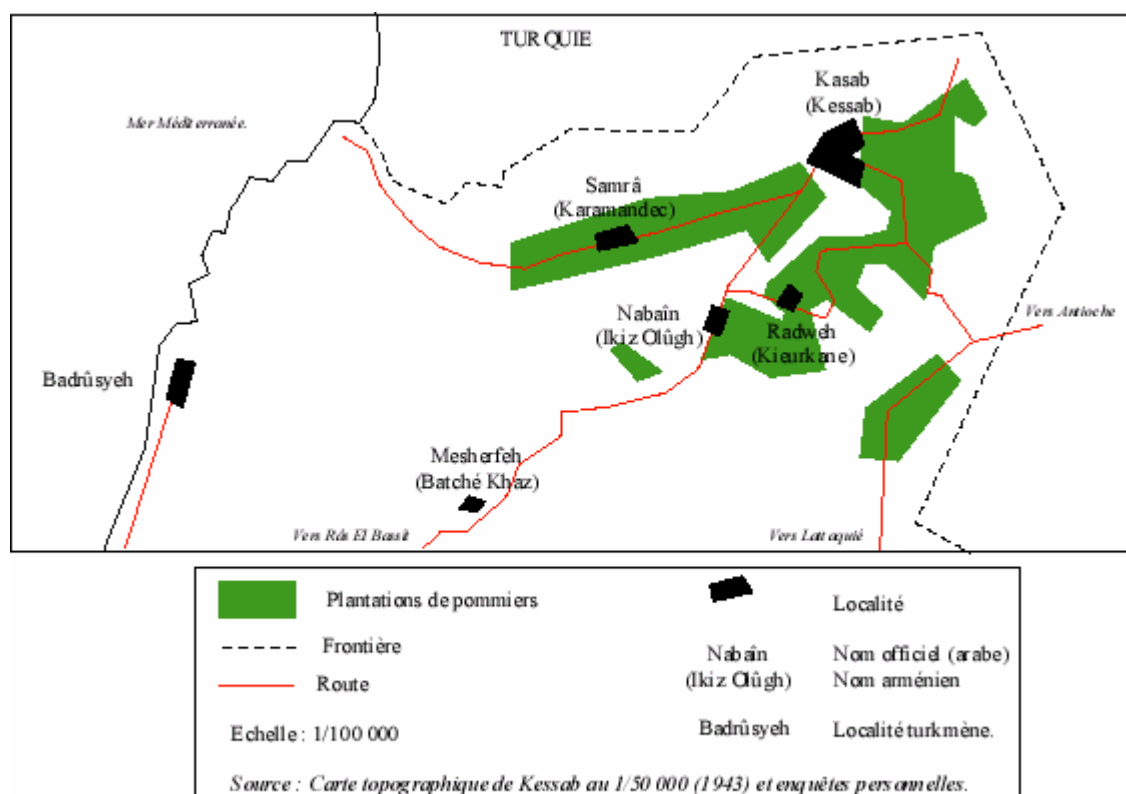 TURQUIE
Mer Méditerranée.
Kasab
(Kessab)
Samrâ
(Karamandec)
Nabaîn
(Ikiz Olûgh)
Radweh
(Kieurkane)
Vers Antioche
Badrûsyeh
Mesherfeh
(Batché Khaz)
Vers Râs El Bassît
Vers Lattaquié
Plantations de pommiers
Frontière
Route
Echelle : 1/100 000
Localité
Nabaîn
(Ikiz Olûgh)
Nom officiel (arabe)
Nom arménien
Badrûsyeh
Localité turkmène.
Source : Carte topographique de Kessab au 1/50 000 (1943) et enquêtes personnelles.